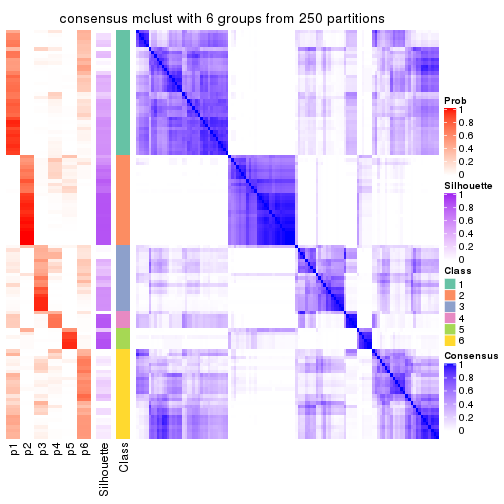 consensus mclust with 6 groups from 250 partitions
Prob
1
0.8
0.6
0.4
0.2
0
Silhouette
1
0.8
0.6
0.4
0.2
0
Class
1
2
3
4
5
6
Consensus
1
0.8
0.6
0.4
0.2
0
p1
p2
p3
p4
p5
p6
Silhouette
Class